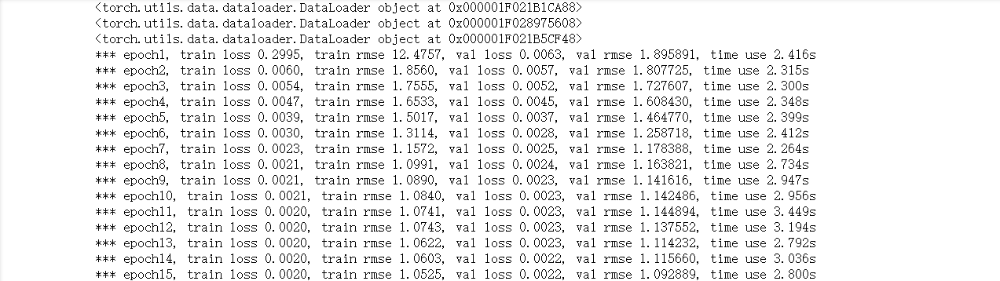 <torch.utils.data.dataloader.DataLoader object at 0x000001F021B1CA88>
<torch.utils.data.dataloader.DataLoader object at 0x000001F028975608>
<torch.utils.data.dataloader.DataLoader object at 0x000001F021B5CF48>
*** epoch1, train loss 0.2995, train rmse 12.4757, val loss 0.0063, val rmse 1.895891, time use 2.416s
*** epoch2, train loss 0.0060, train rmse 1.8560, val loss 0.0057, val rmse 1.807725, time use 2.315s
*** epoch3, train loss 0.0054, train rmse 1.7555, val loss 0.0052, val rmse 1.727607, time use 2.300s
*** epoch4, train loss 0.0047, train rmse 1.6533, val loss 0.0045, val rmse 1.608430, time use 2.348s
*** epoch5, train loss 0.0039, train rmse 1.5017, val loss 0.0037, val rmse 1.464770, time use 2.399s
*** epoch6, train loss 0.0030, train rmse 1.3114, val loss 0.0028, val rmse 1.258718, time use 2.412s
*** epoch7, train loss 0.0023, train rmse 1.1572, val loss 0.0025, val rmse 1.178388, time use 2.264s
*** epoch8, train loss 0.0021, train rmse 1.0991, val loss 0.0024, val rmse 1.163821, time use 2.734s
*** epoch9, train loss 0.0021, train rmse 1.0890, val loss 0.0023, val rmse 1.141616, time use 2.947s
*** epoch10, train loss 0.0021, train rmse 1.0840, val loss 0.0023, val rmse 1.142486, time use 2.956s
*** epoch11, train loss 0.0020, train rmse 1.0741, val loss 0.0023, val rmse 1.144894, time use 3.449s
*** epoch12, train loss 0.0020, train rmse 1.0743, val loss 0.0023, val rmse 1.137552, time use 3.194s
*** epoch13, train loss 0.0020, train rmse 1.0622, val loss 0.0023, val rmse 1.114232, time use 2.792s
*** epoch14, train loss 0.0020, train rmse 1.0603, val loss 0.0022, val rmse 1.115660, time use 3.036s
*** epoch15, train loss 0.0020, train rmse 1.0525, val loss 0.0022, val rmse 1.092889, time use 2.800s